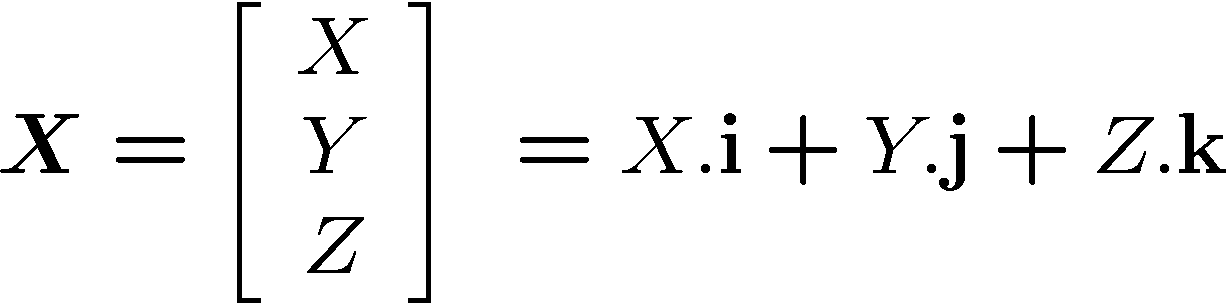 X = [ X Y Z ] = X.i + Y.j + Z.k